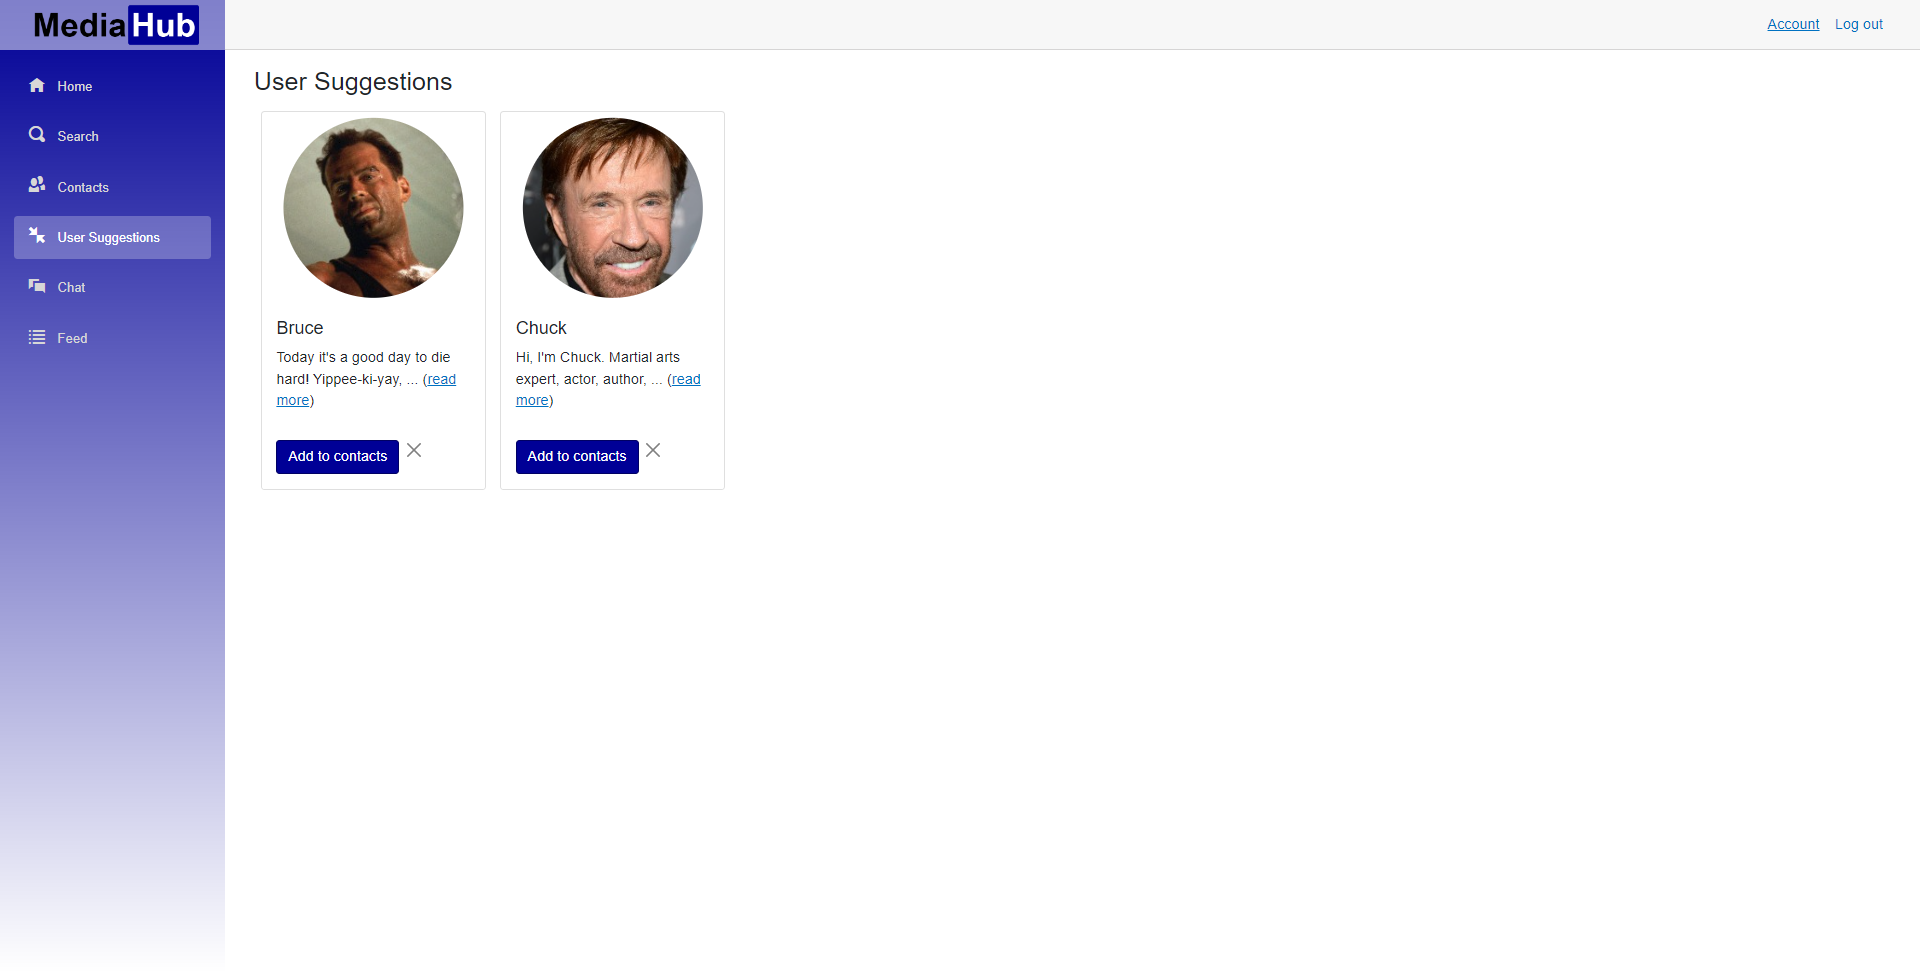 MediaHub
Account Log out
Home
Search
Contacts
User Suggestions
Chat
Feed
User Suggestions
Bruce
Today it's a good day to die
hard! Yippee-ki-yay, ... (read
more)
Add to contacts
Chuck
Hi, I'm Chuck. Martial arts
expert, actor, author, ... (read
more)
Add to contacts